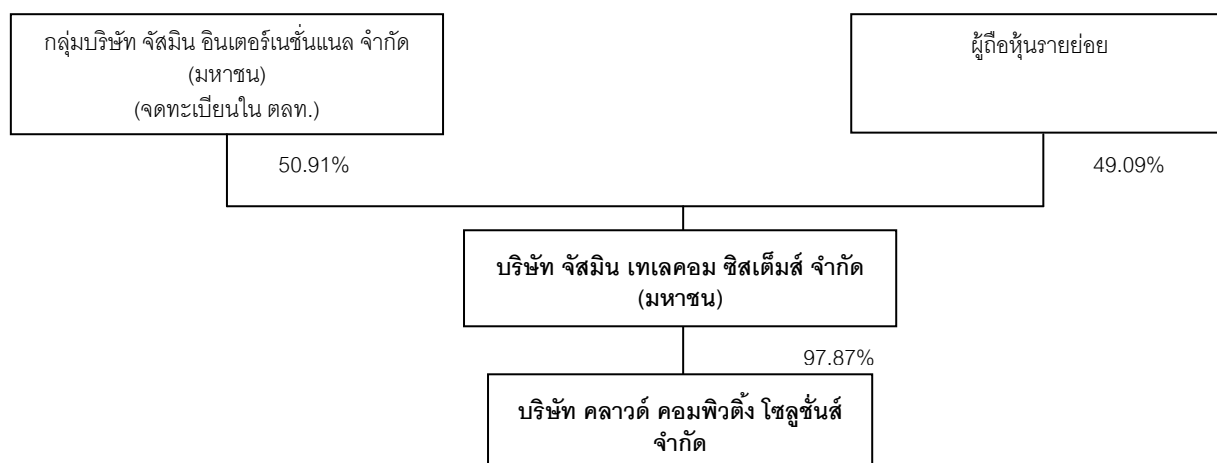 กลุ่มบริษัท จัสมิน อินเตอร์เนชั่นแนล จำกัด
(มหาชน)
(จดทะเบียนใน ตลท.)
ผู้ถือหุ้นรายย่อย
50.91%
49.09%
บริษัท จัสมิน เทเลคอม ซิสเต็มส์ จำกัด
(มหาชน)
97.87%
บริษัท คลาวด์ คอมพิวติ้ง โซลูชั่นส์
จำกัด